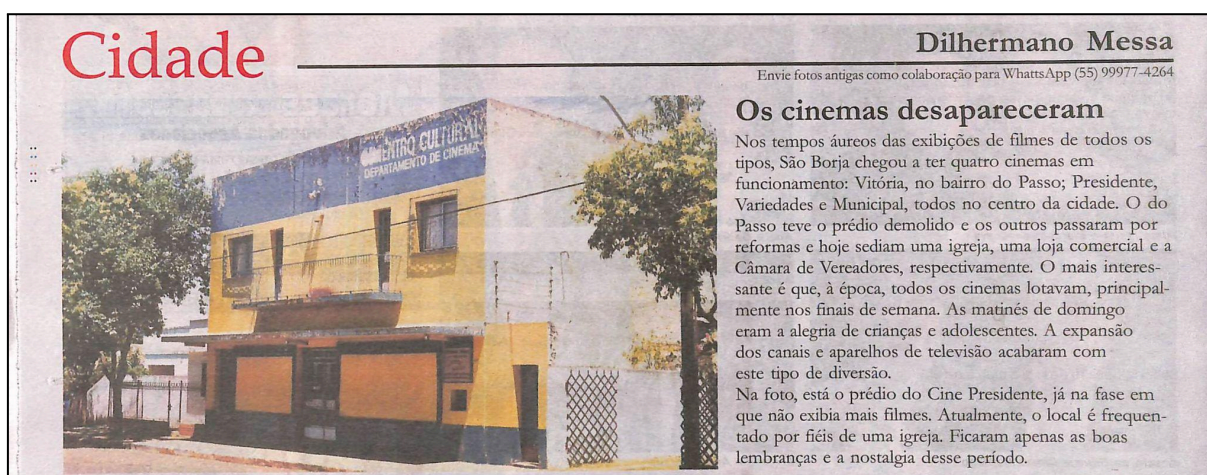 Cidade
Dilhermano Messa
Envie fotos antigas como colaboração para WhattsApp (55) 99977-4264
CENTRO CULTURAL
DEPARTAMENTO DE CINEMA
Os cinemas desapareceram
Nos tempos áureos das exibições de filmes de todos os
tipos, São Borja chegou a ter quatro cinemas em
funcionamento: Vitória, no bairro do Passo; Presidente,
Variedades e Municipal, todos no centro da cidade. O do
Passo teve o prédio demolido e os outros passaram por
reformas e hoje sediam uma igreja, uma loja comercial e a
Câmara de Vereadores, respectivamente. O mais interes-
sante é que, à época, todos os cinemas lotavam, principal-
mente nos finais de semana. As matinés de domingo
eram a alegria de crianças e adolescentes. A expansão
dos canais e aparelhos de televisão acabaram com
este tipo de diversão.
Na foto, está o prédio do Cine Presidente, já na fase em
que não exibia mais filmes. Atualmente, o local é frequen-
tado por fiéis de uma igreja. Ficaram apenas as boas
lembranças e a nostalgia desse período.